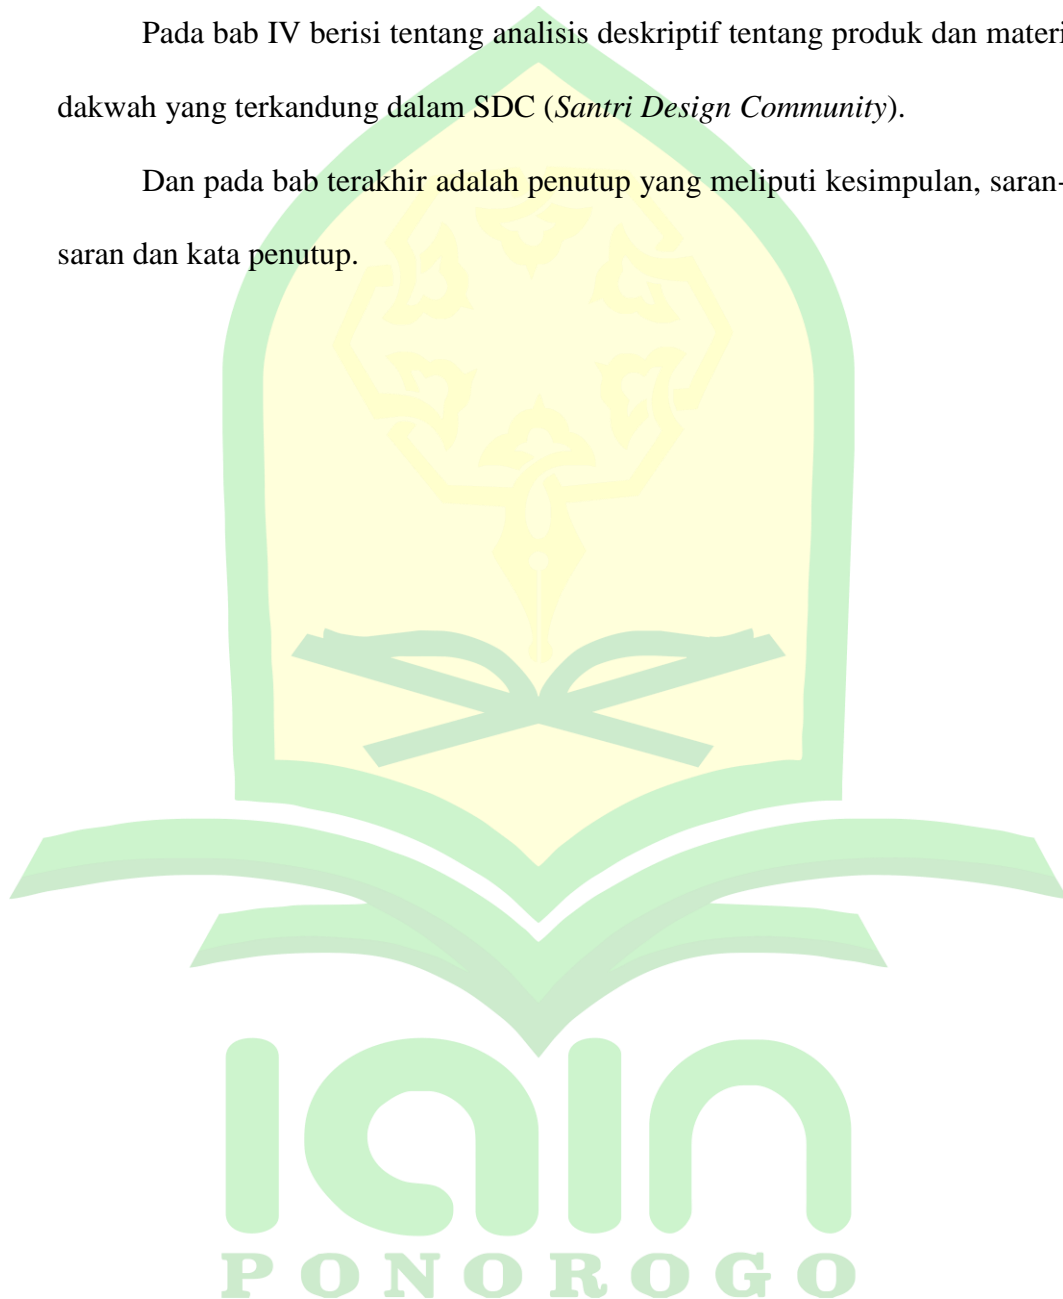 Pada bab IV berisi tentang analisis deskriptif tentang produk dan materi
dakwah yang terkandung dalam SDC (Santri Design Community).
Dan pada bab terakhir adalah penutup yang meliputi kesimpulan, saran-
saran dan kata penutup.
IAIN
PONOROGO